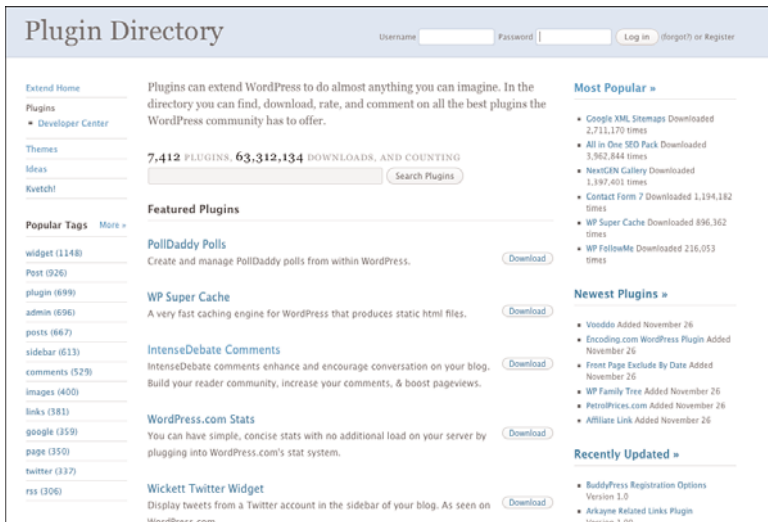 Plugin Directory
Username
Password
Log in
(forgot?) or Register
Extend Home
Plugins
Developer Center
Themes
Ideas
Kvetch!
Popular Tags
More »
widget (1148)
Post (926)
plugin (699)
admin (696)
posts (667)
sidebar (613)
comments (529)
images (400)
links (381)
google (359)
page (350)
twitter (337)
rss (306)
Plugins can extend WordPress to do almost anything you can imagine. In the
directory you can find, download, rate, and comment on all the best plugins the
WordPress community has to offer.
7,412 PLUGINS, 63,312,134 DOWNLOADS, AND COUNTING
Search Plugins
Featured Plugins
PollDaddy Polls
Create and manage PollDaddy polls from within WordPress.
Download
WP Super Cache
A very fast caching engine for WordPress that produces static html files.
Download
IntenseDebate Comments
IntenseDebate comments enhance and encourage conversation on your blog.
Build your reader community, increase your comments, & boost pageviews.
Download
WordPress.com Stats
You can have simple, concise stats with no additional load on your server by
plugging into WordPress.com's stat system.
Download
Wickett Twitter Widget
Display tweets from a Twitter account in the sidebar of your blog. As seen on
WordPress.com
Download
Most Popular »
Google XML Sitemaps Downloaded
2,711,170 times
All in One SEO Pack Downloaded
3,962,844 times
NextGEN Gallery Downloaded
1,397,401 times
Contact Form 7 Downloaded 1,194,182
times
WP Super Cache Downloaded 896,362
times
WP FollowMe Downloaded 216,053
times
Newest Plugins »
Vooddo Added November 26
Encoding.com WordPress Plugin Added
November 26
Front Page Exclude By Date Added
November 26
WP Family Tree Added November 26
PetrolPrices.com Added November 26
Affiliate Link Added November 26
Recently Updated »
BuddyPress Registration Options
Version 1.0
Arkayne Related Links Plugin